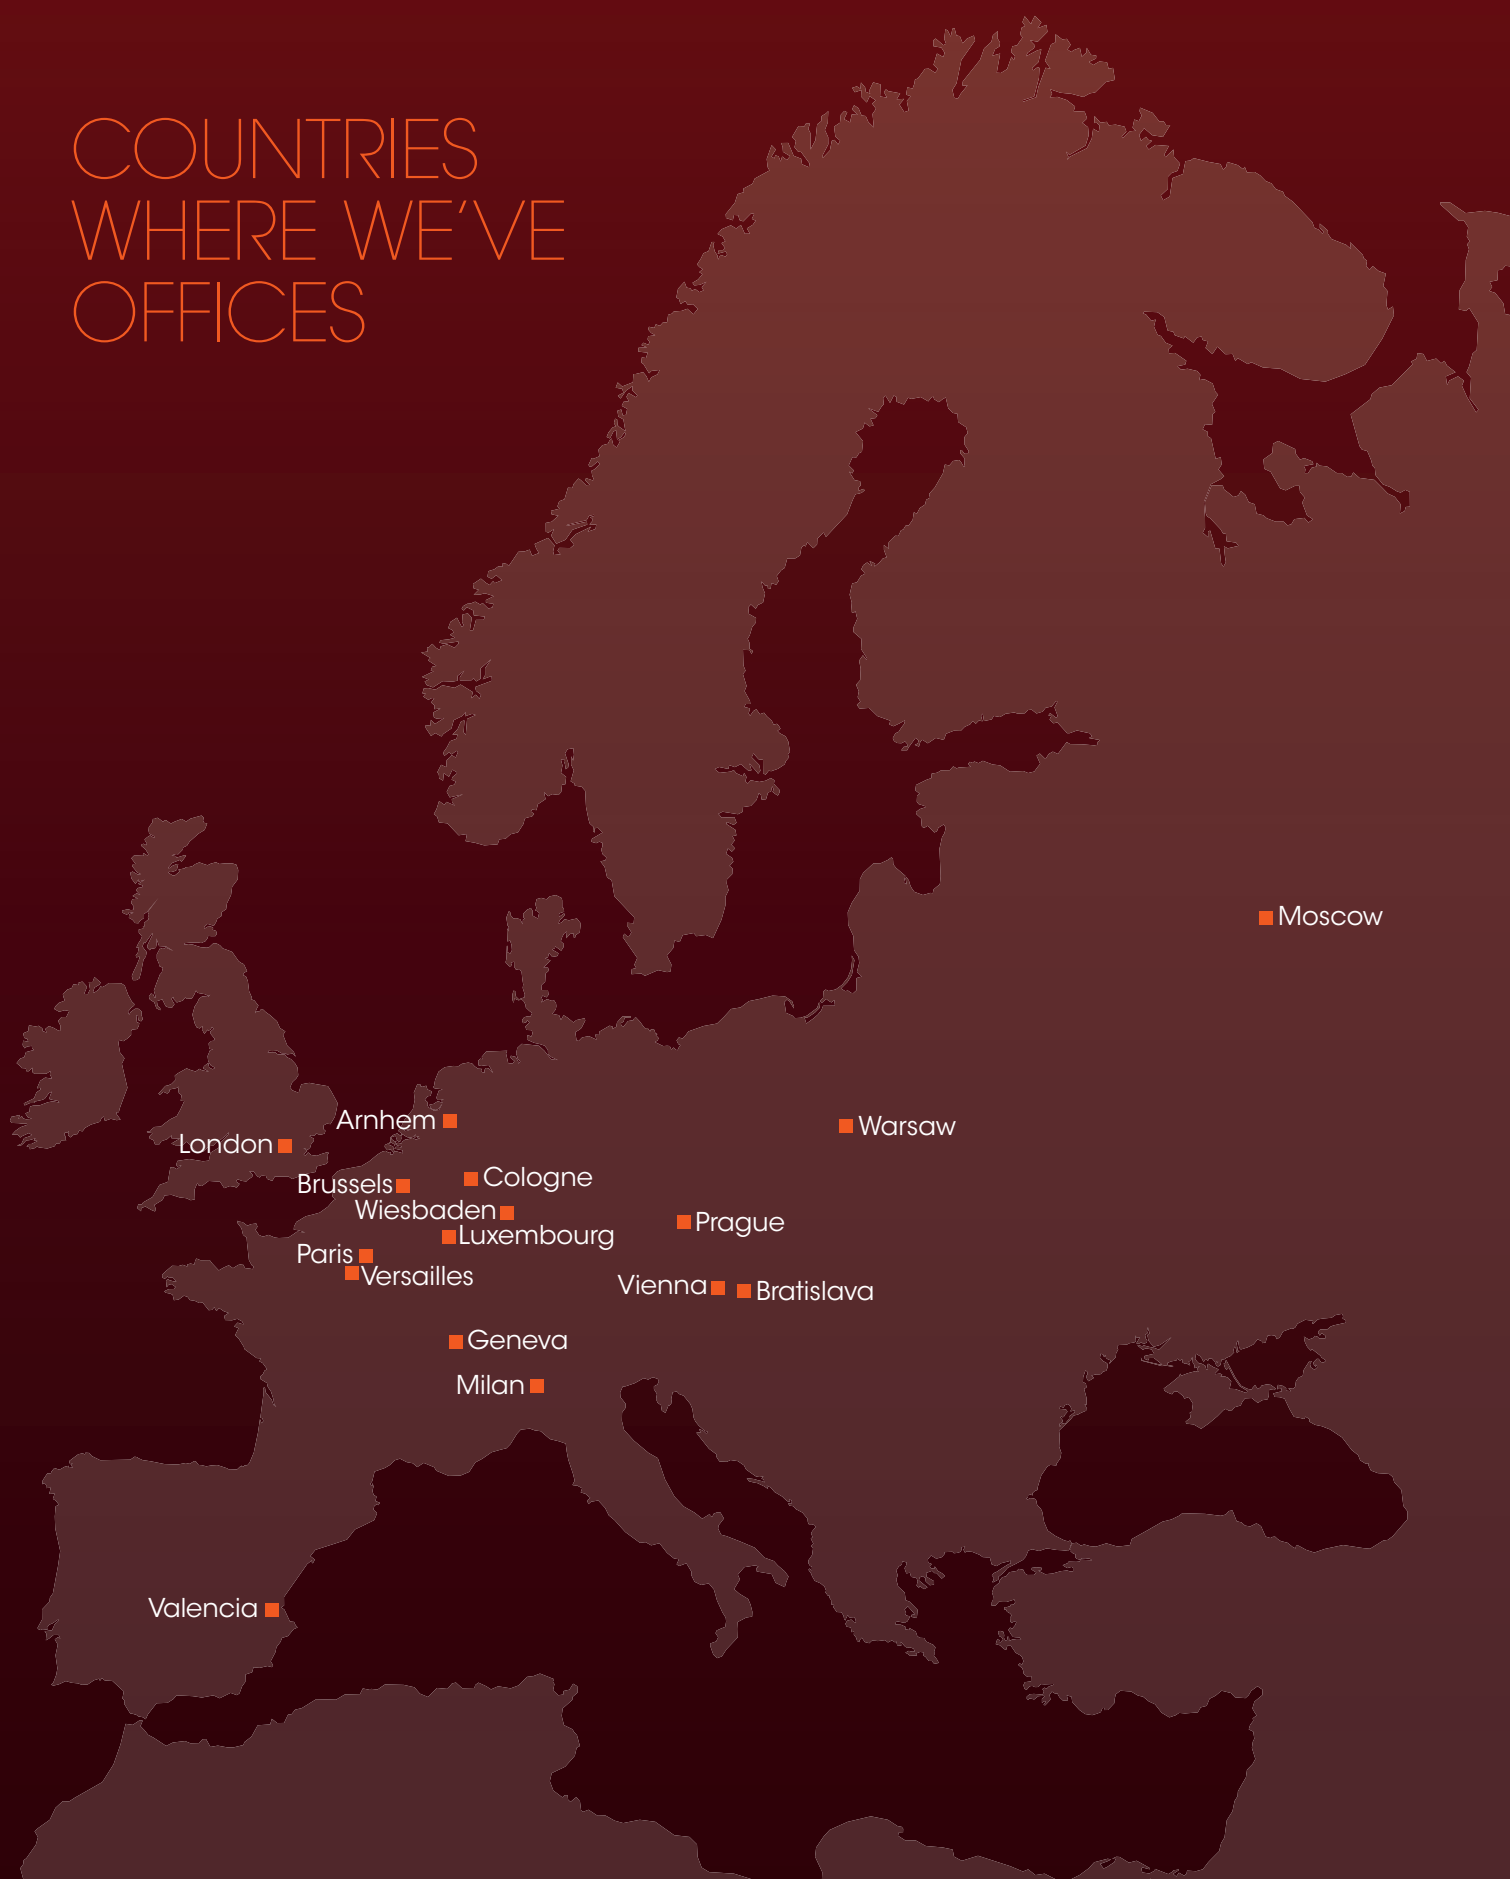 COUNTRIES
WHERE WE’VE
OFFICES
Moscow
Arnhem
Warsaw
London
Cologne
Brussels
Wiesbaden
Prague
Luxembourg
Paris
Versailles
Vienna
Bratislava
Geneva
Milan
Valencia